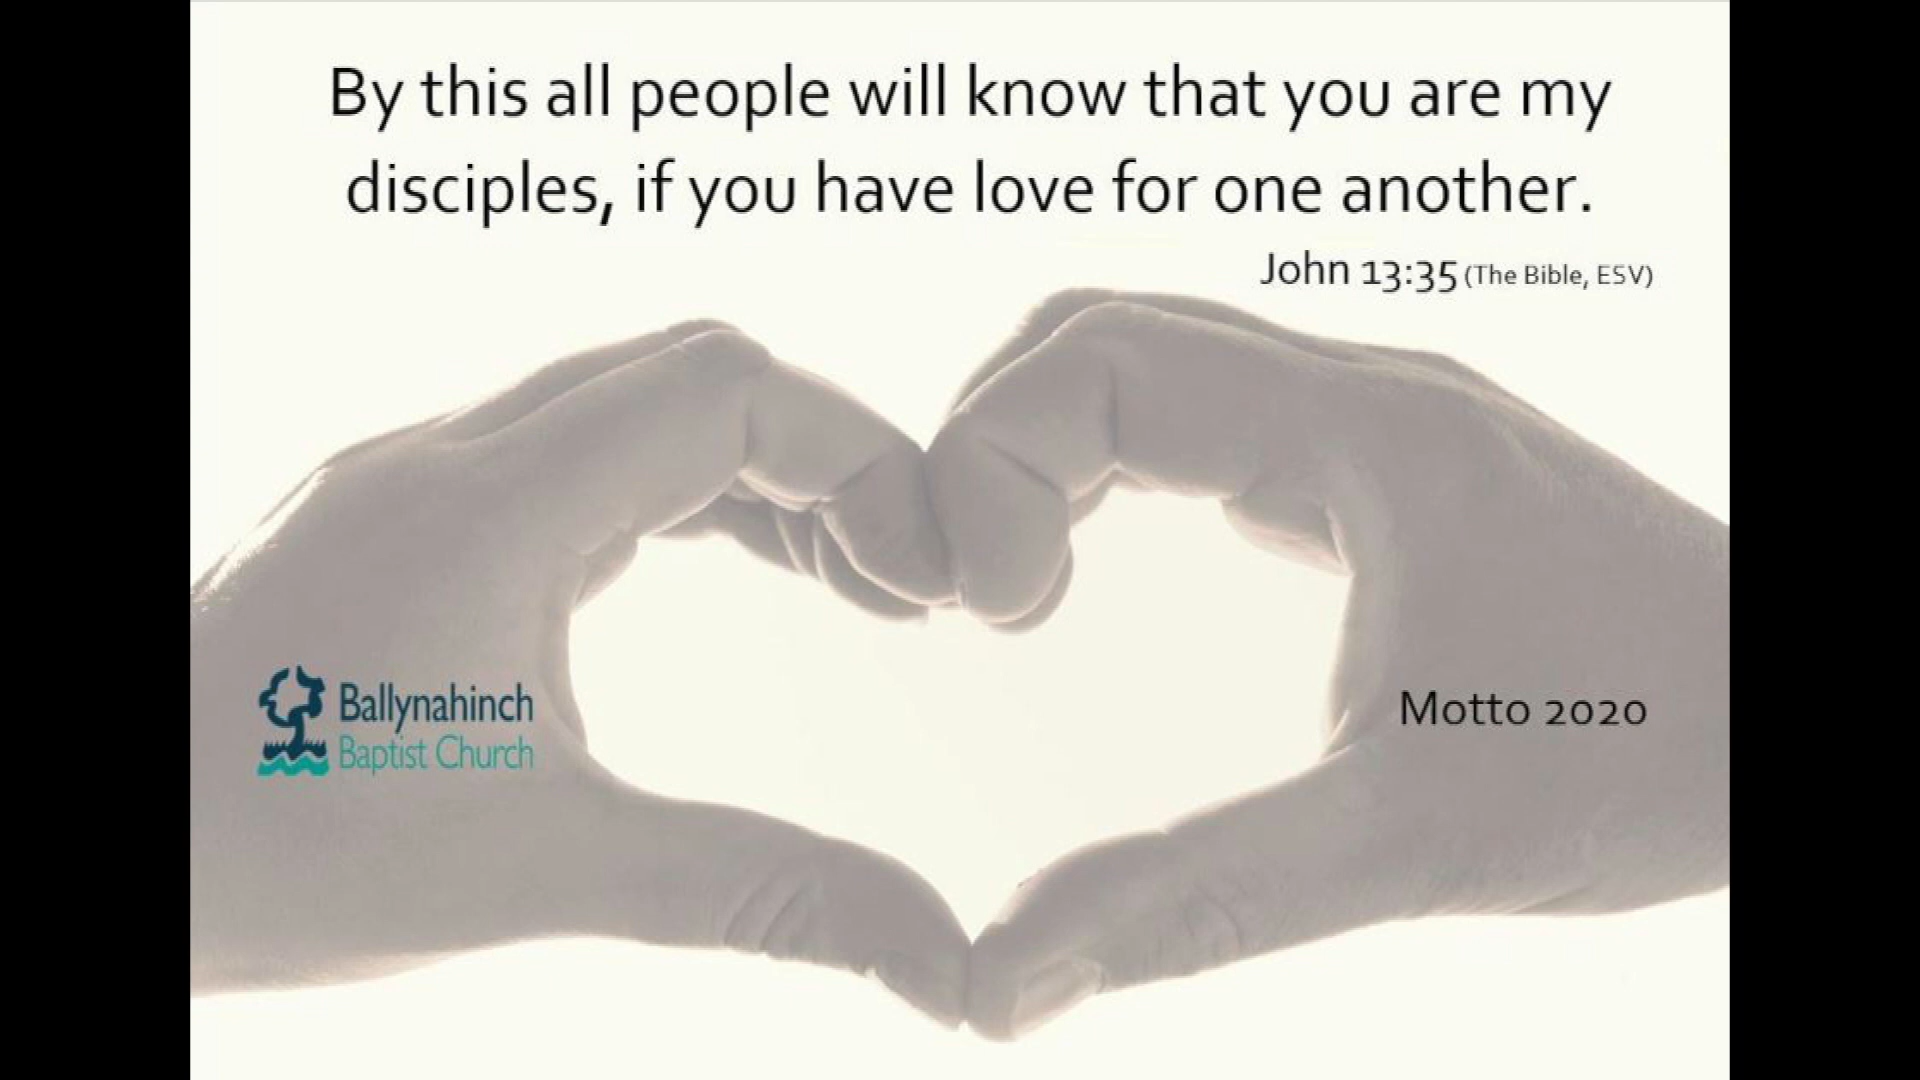 By this all people will know that you are my
disciples, if you have love for one another.
John 13:35 (The Bible, ESV)
Ballynahinch
Baptist Church
Motto 2020